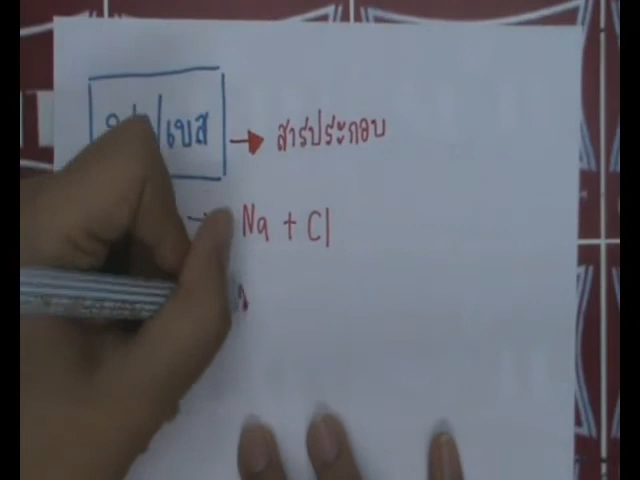 /เบส → สารประกอบ
→ Na + Cl